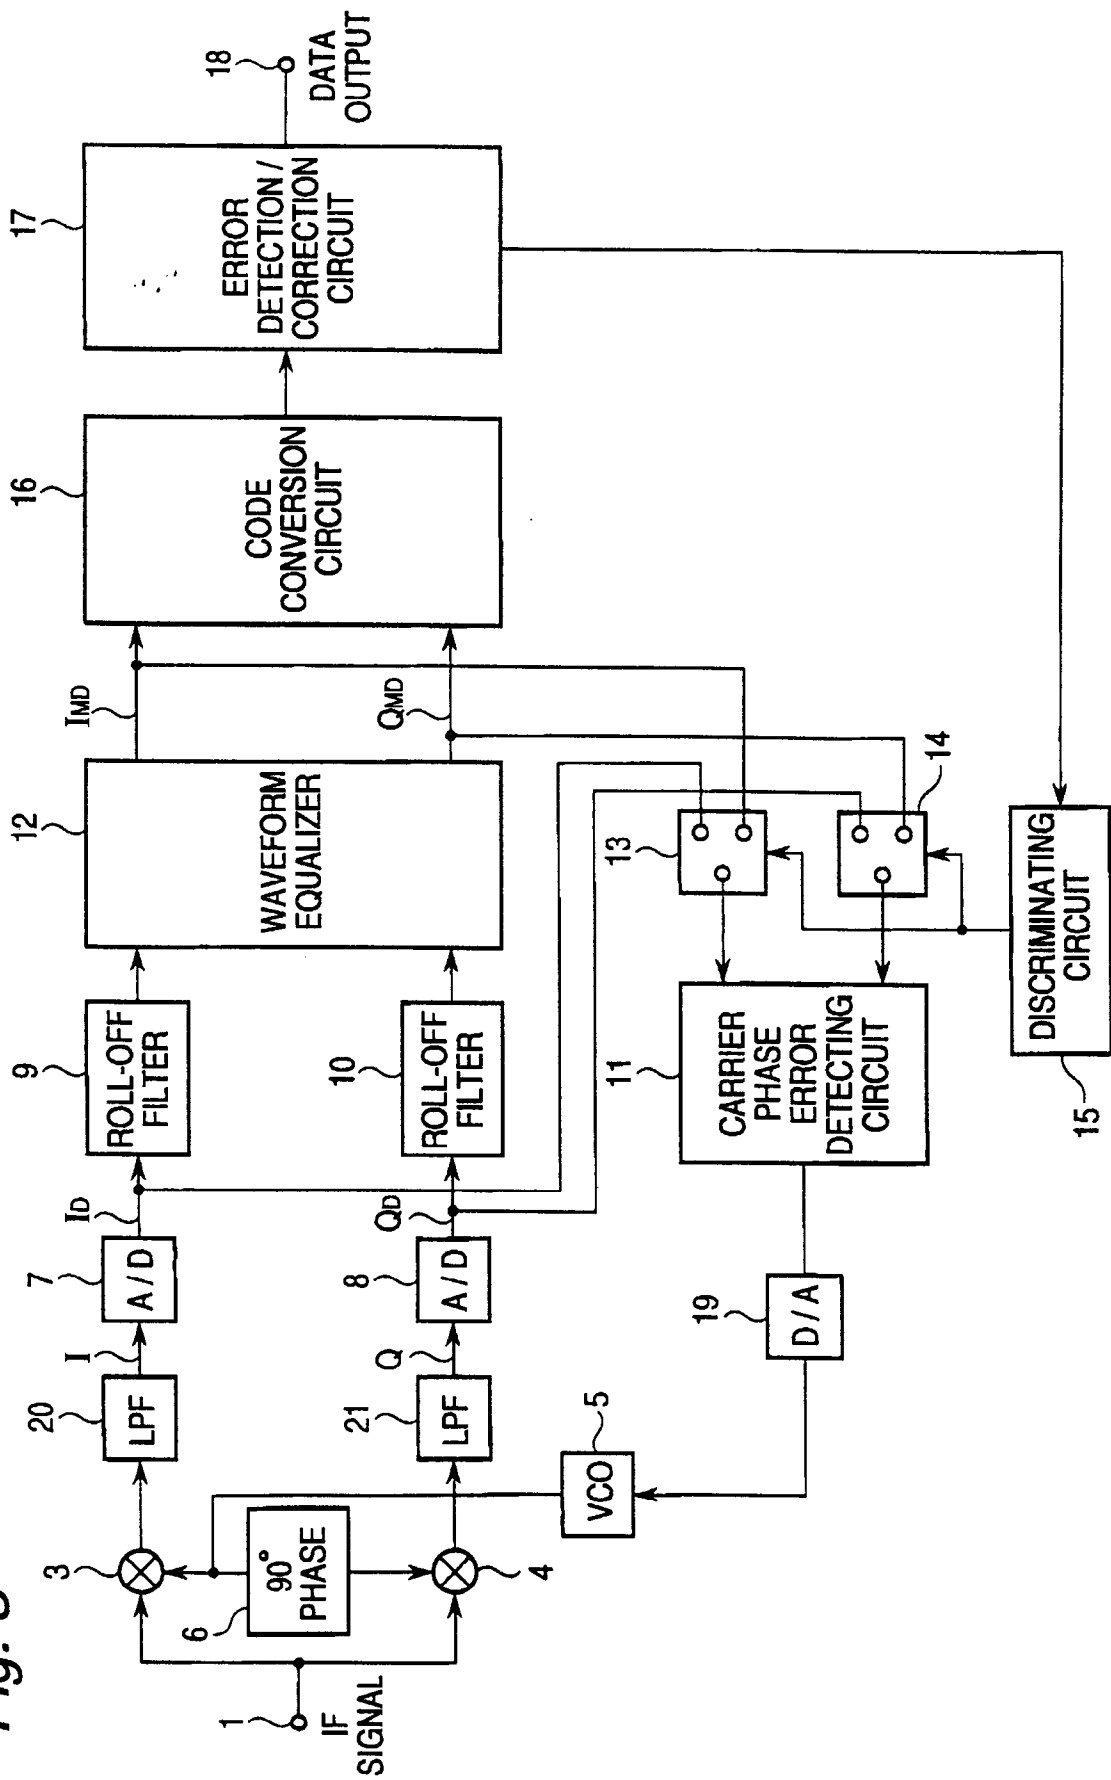 Fig.
1
IF
SIGNAL
3
6
90°
PHASE
4
20
LPF
21
LPF
I
Q
7
A/D
8
A/D
ID
QD
9
ROLL-OFF
FILTER
10
ROLL-OFF
FILTER
12
WAVEFORM
EQUALIZER
IMD
QMD
16
CODE
CONVERSION
CIRCUIT
17
ERROR
DETECTION /
CORRECTION
CIRCUIT
18
DATA
OUTPUT
5
VCO
19
D/A
11
CARRIER
PHASE
ERROR
DETECTING
CIRCUIT
13
14
15
DISCRIMINATING
CIRCUIT